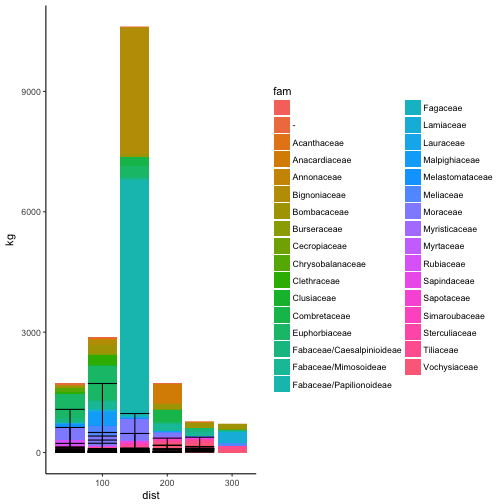 9000
6000
3000
0
kg
100
200
300
dist
fam
-
Acanthaceae
Anacardiaceae
Annonaceae
Bignoniaceae
Bombacaceae
Burseraceae
Cecropiaceae
Chrysobalanaceae
Clethraceae
Clusiaceae
Combretaceae
Euphorbiaceae
Fabaceae/Caesalpinioideae
Fabaceae/Mimosoideae
Fabaceae/Papilionoideae
Fagaceae
Lamiaceae
Lauraceae
Malpighiaceae
Melastomataceae
Meliaceae
Moraceae
Myristicaceae
Myrtaceae
Rubiaceae
Sapindaceae
Sapotaceae
Simaroubaceae
Sterculiaceae
Tiliaceae
Vochysiaceae